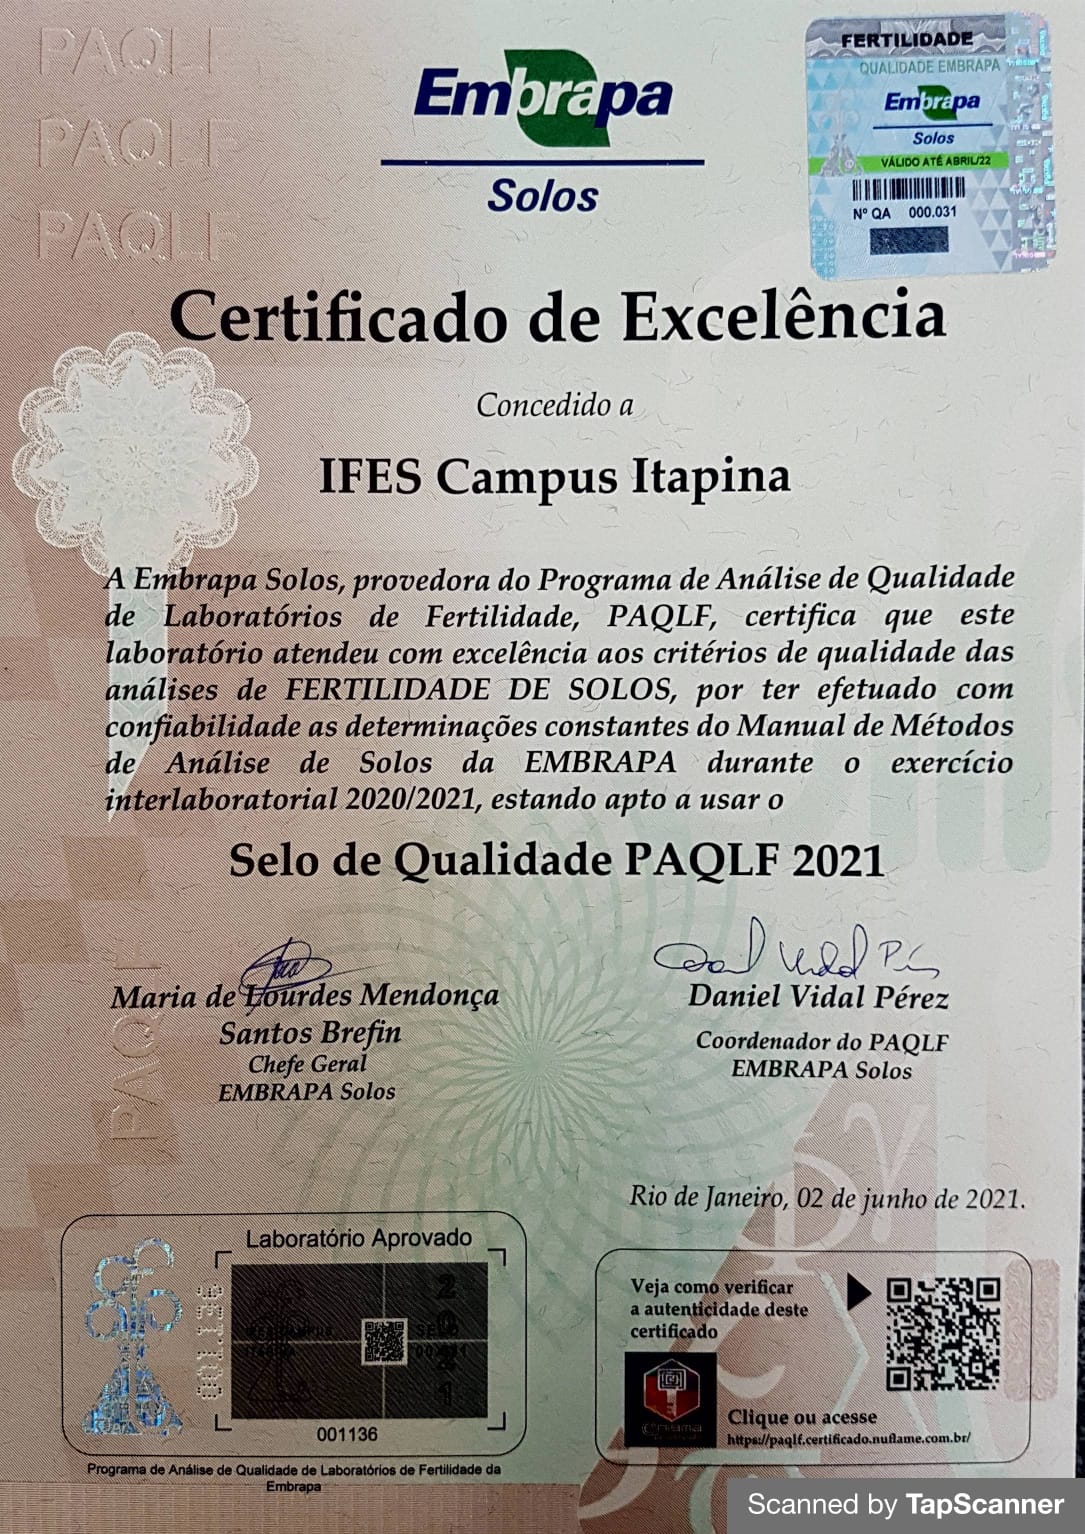 PAQLF
PAQLF
PAQLF
Embrapa
Solos
FERTILIDADE
QUALIDADE EMBRAPA
Embrapa
Solos
VÁLIDO ATÉ ABRIL/22
Nº QA 000.031
Certificado de Excelência
Concedido a
IFES Campus Itapina
A Embrapa Solos, provedora do Programa de Análise de Qualidade
de Laboratórios de Fertilidade, PAQLF, certifica que este
laboratório atendeu com excelência aos critérios de qualidade das
análises de FERTILIDADE DE SOLOS, por ter efetuado com
confiabilidade as determinações constantes do Manual de Métodos
de Análise de Solos da EMBRAPA durante o exercício
interlaboratorial 2020/2021, estando apto a usar o
Selo de Qualidade PAQLF 2021
Maria de Lourdes Mendonça
Santos Brefin
Chefe Geral
EMBRAPA Solos
Daniel Vidal Pérez
Coordenador do PAQLF
EMBRAPA Solos
PAQLF
Rio de Janeiro, 02 de junho de 2021.
Laboratório Aprovado
001136
2021
001136
Programa de Análise de Qualidade de Laboratórios de Fertilidade da
Embrapa
Veja como verificar
a autenticidade deste
certificado
Clique ou acesse
https://paqlf.certificado.nuflame.com.br/
Scanned by TapScanner